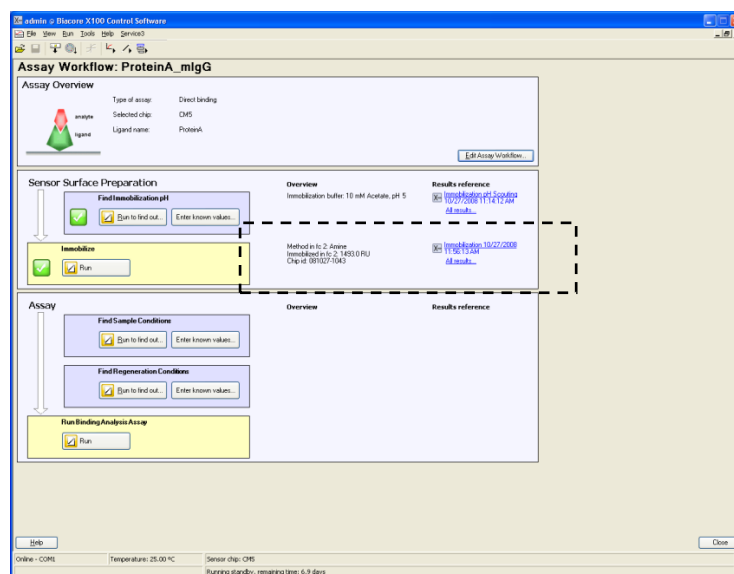 admin @ Biacore X100 Control Software
File View Run Tools Help Service3
Assay Workflow: ProteinA_mIgG
Assay Overview
Type of assay: Direct binding
analyte
Selected chip: CM5
ligand
Ligand name: ProteinA
Edit Assay Workflow...
Sensor Surface Preparation
Overview
Results reference
Find Immobilization pH
Immobilization buffer: 10 mM Acetate, pH 5
Immobilization pH Scouting
10/27/2008 11:14:12 AM
Run to find out...
Enter known values...
All results...
Immobilize
Method in fc 2: Amine
Immobilization 10/27/2008
Immobilized in fc 2: 1493.0 RU
11:56:13 AM
Run
Chip id: 081027-1043
All results...
Assay
Overview
Results reference
Find Sample Conditions
Run to find out...
Enter known values...
Find Regeneration Conditions
Run to find out...
Enter known values...
Run Binding Analysis Assay
Run
Help
Close
Online - COM1
Temperature: 25.00 ºC
Sensor chip: CM5
Running standby, remaining time: 6.9 days